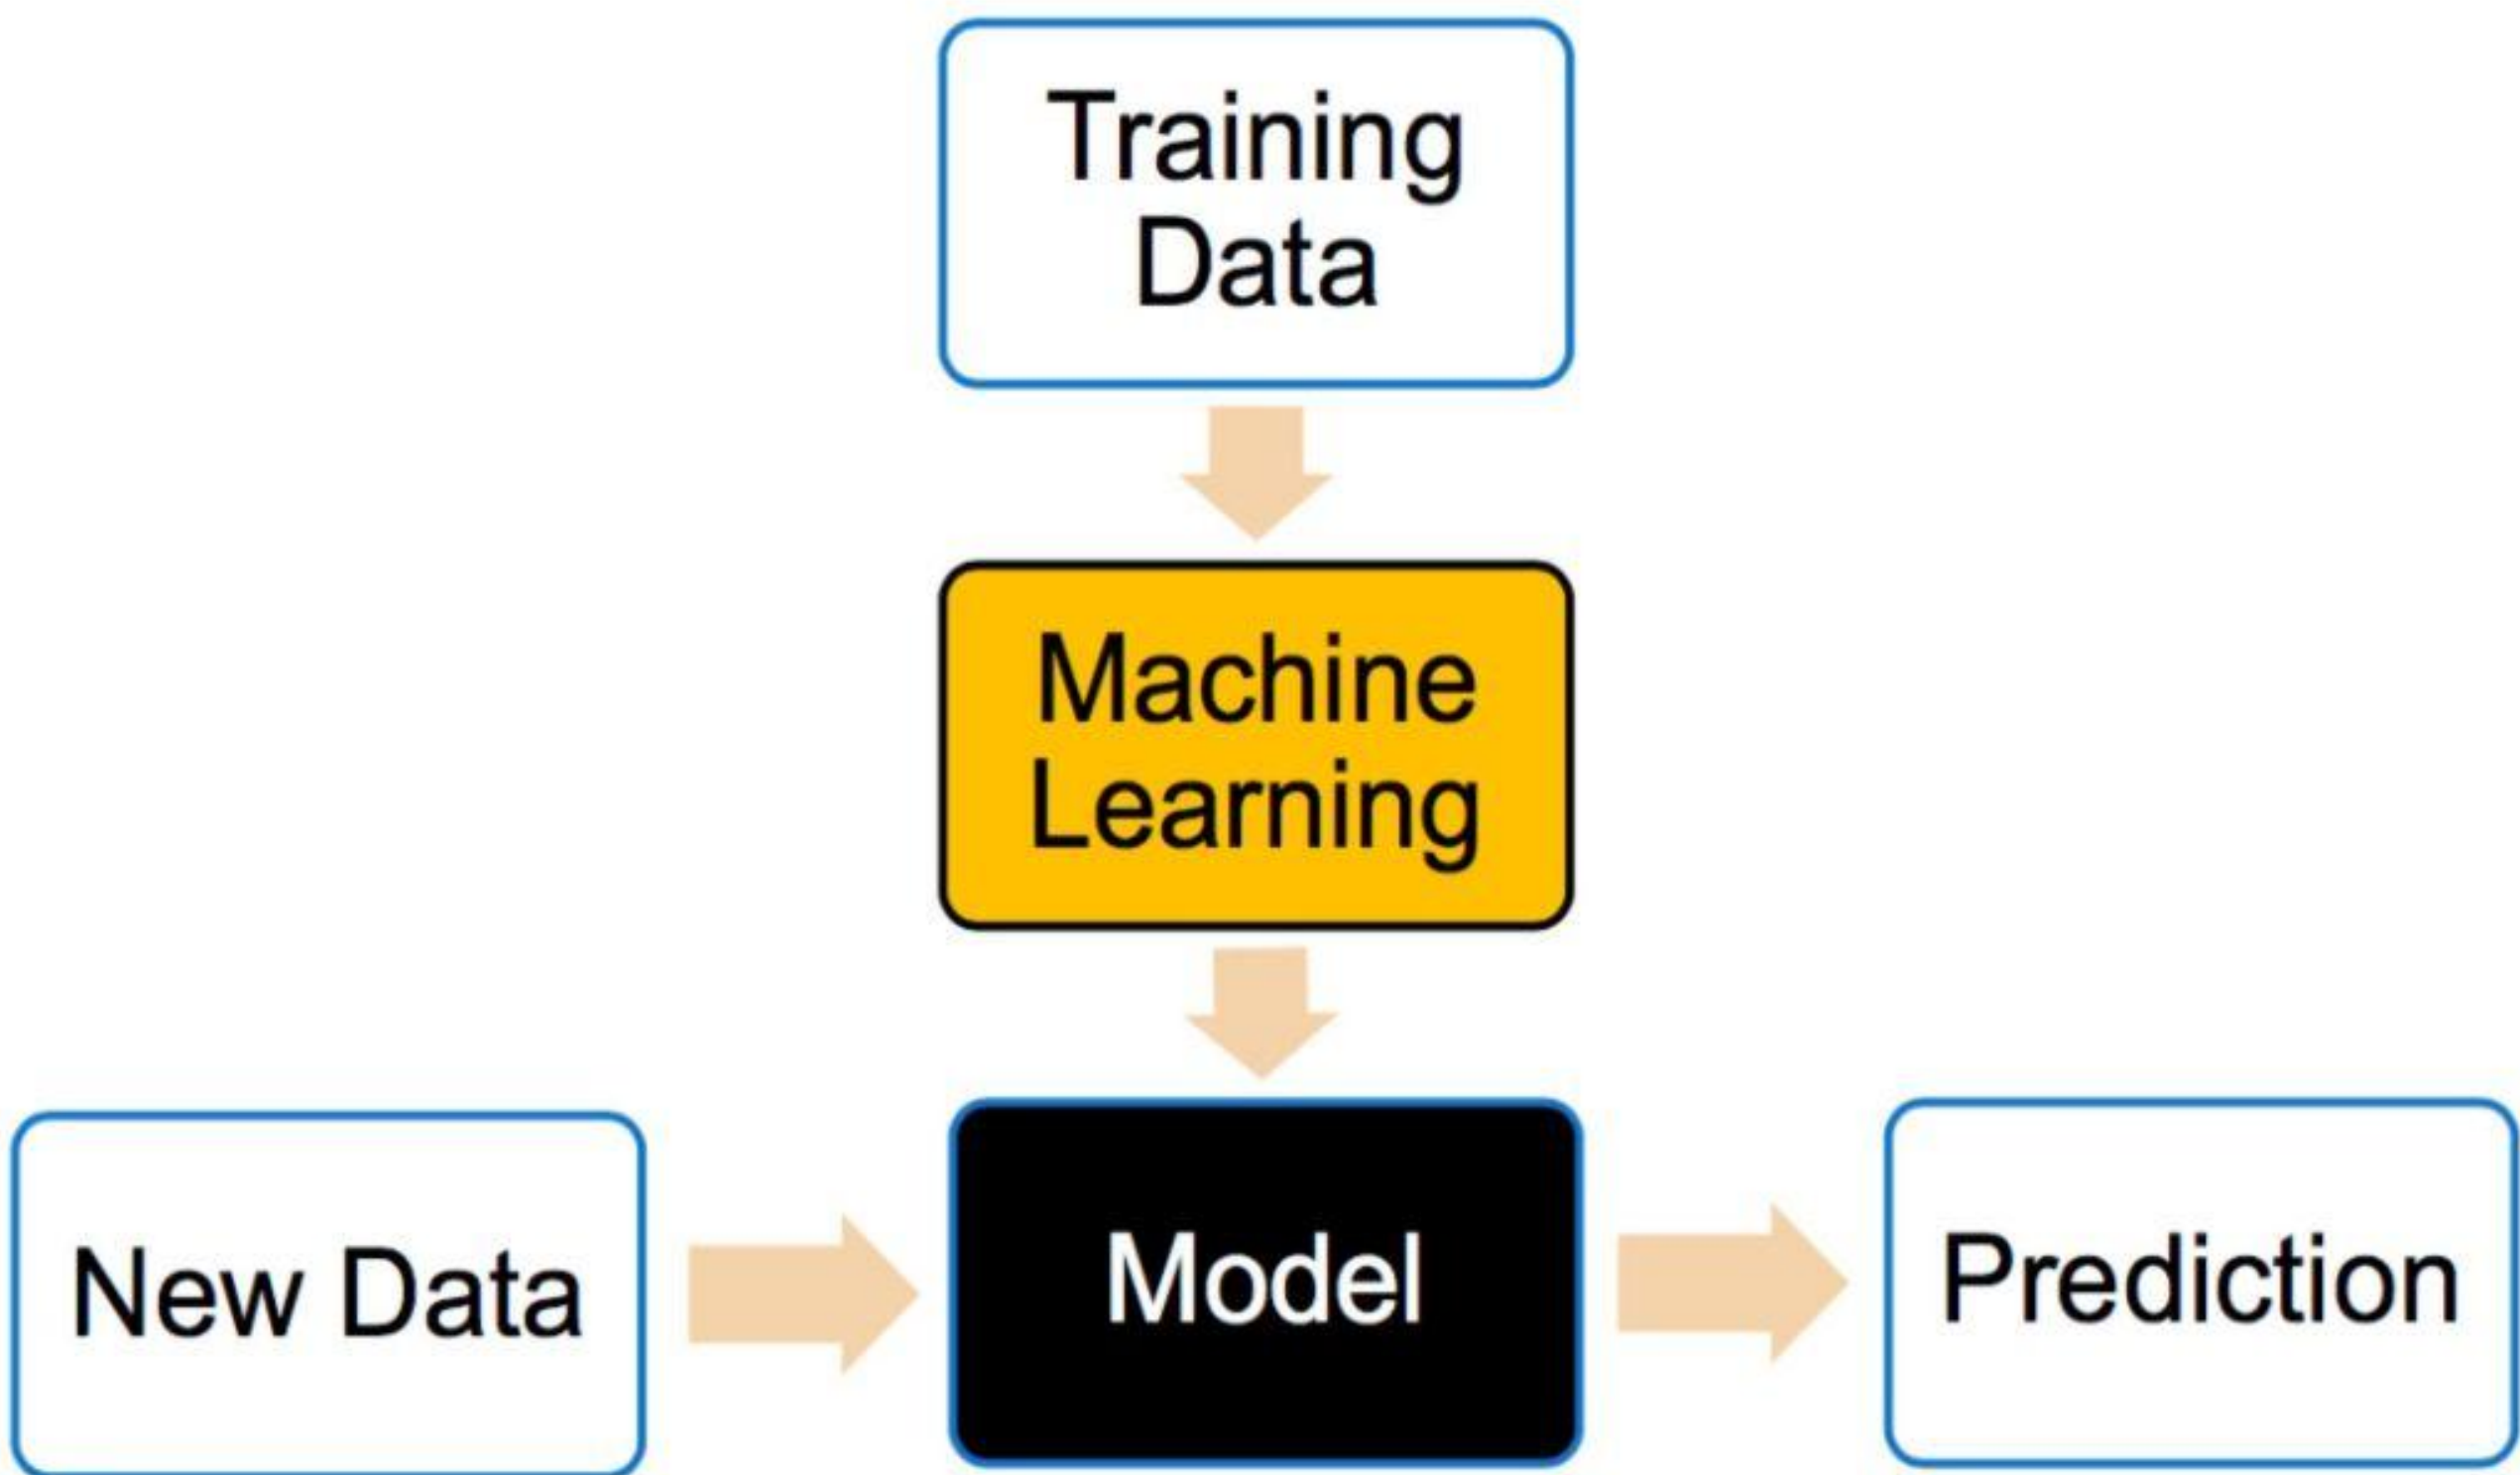 Training
Data
Machine
Learning
New Data
Model
Prediction